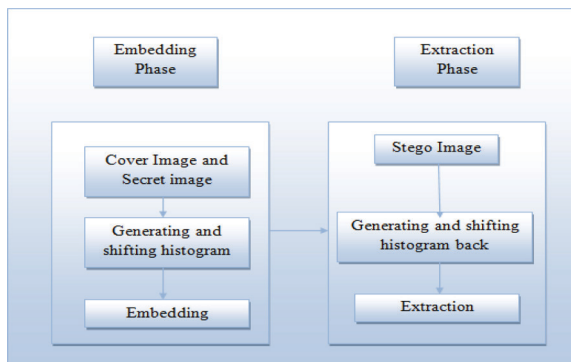 Embedding
Phase
Extraction
Phase
Cover Image and
Secret image
Generating and
shifting histogram
Embedding
Stego Image
Generating and shifting
histogram back
Extraction